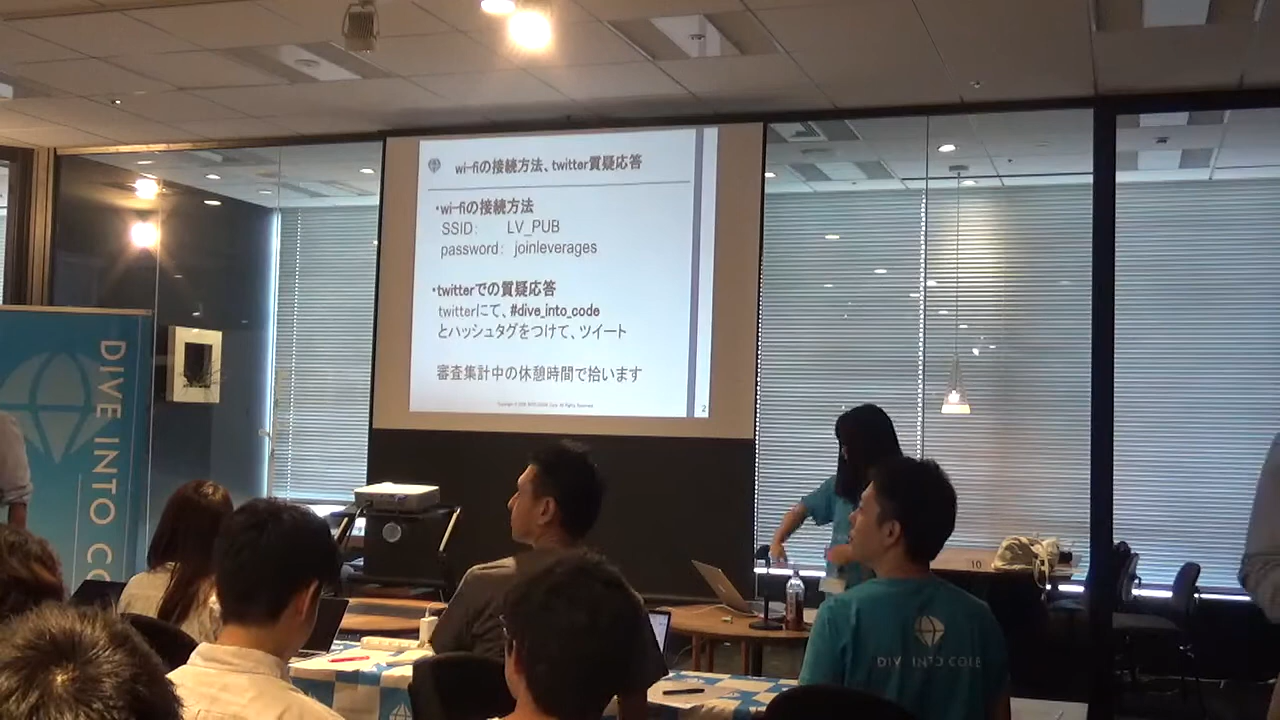 wi-fiの接続方法、twitter質疑応答
・wi-fiの接続方法
SSID: LV_PUB
password: joinleverages
・twitterでの質疑応答
twitterにて、#dive_into_code
とハッシュタグをつけて、ツイート
審査集計中の休憩時間で拾います
2
DIVE INTO CO
10
DIVE INTO CODE